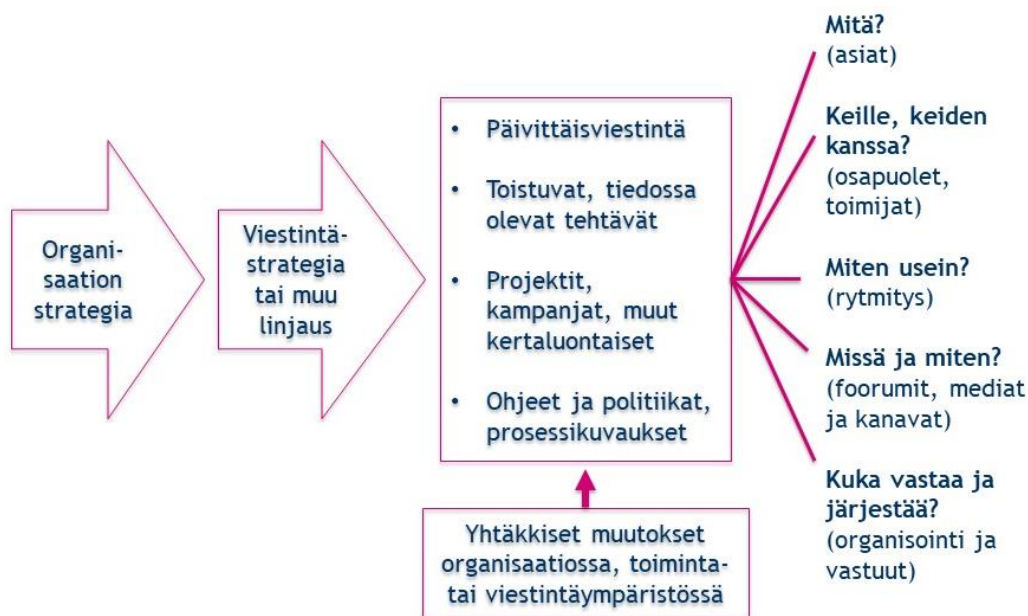 Organi-
saation
strategia
Viestintä-
strategia
tai muu
linjaus
• Päivittäisviestintä
• Toistuvat, tiedossa
olevat tehtävät
• Projektit,
kampanjat, muut
kertaluontaiset
• Ohjeet ja politiikat,
prosessikuvaukset
Yhtäkkiset muutokset
organisaatiossa, toiminta-
tai viestintäympäristössä
Mitä?
(asiat)
Keille, keiden
kanssa?
(osapuolet,
toimijat)
Miten usein?
(rytmitys)
Missä ja miten?
(foorumit, mediat
ja kanavat)
Kuka vastaa ja
järjestää?
(organisointi ja
vastuut)